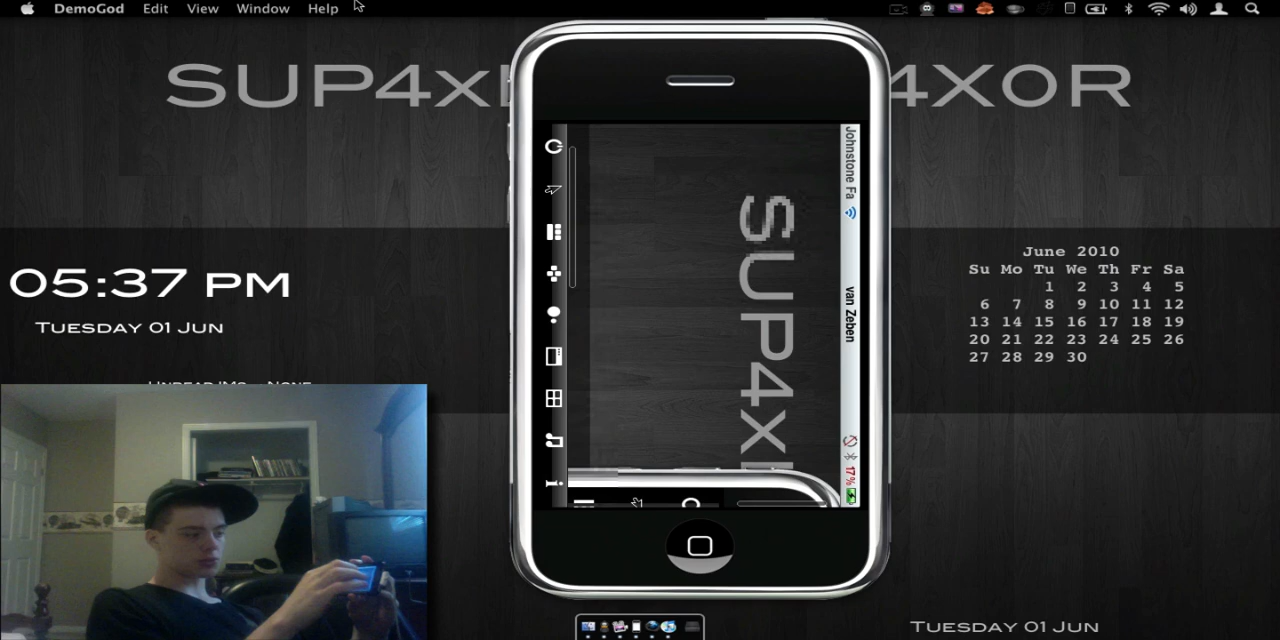 DemoGod Edit View Window Help
SUP4x
4XOR
Johnstone Fa
van Zeben
17%
SUP4x
05:37 PM
Tuesday 01 Jun
Unread IMs None
June 2010
Su Mo Tu We Th Fr Sa
1 2 3 4 5
6 7 8 9 10 11 12
13 14 15 16 17 18 19
20 21 22 23 24 25 26
27 28 29 30
Tuesday 01 Jun